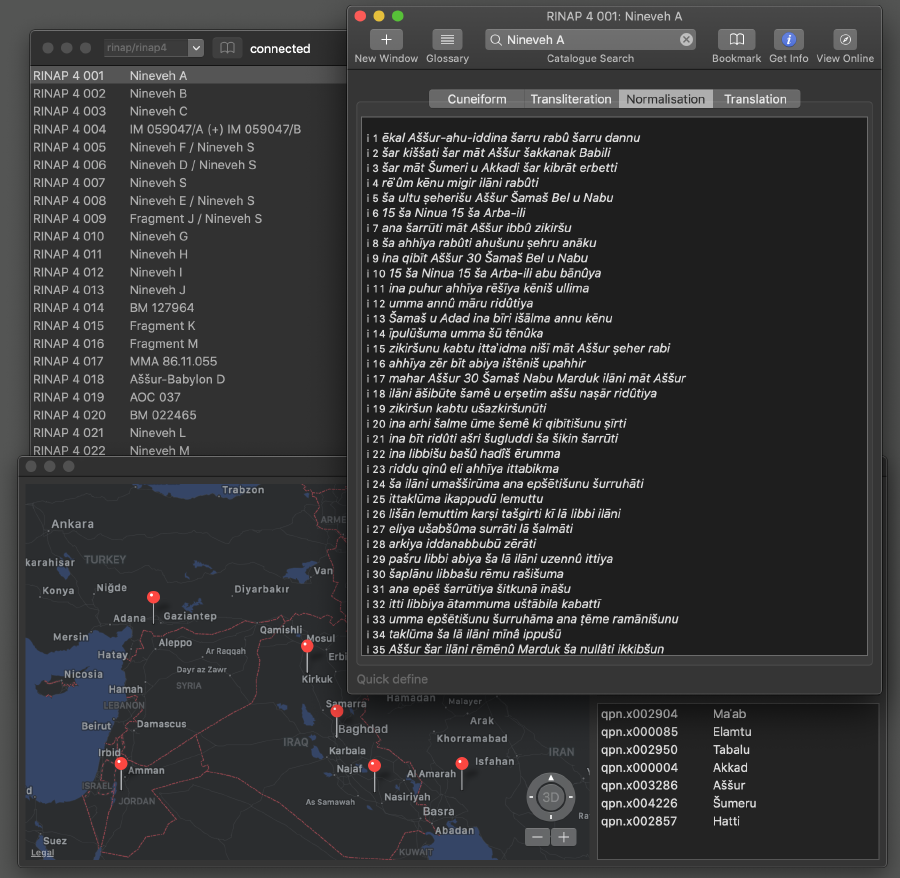 RINAP 4 001: Nineveh A
New Window
Glossary
Nineveh A
Catalogue Search
Bookmark
Get Info
View Online
rinap/rinap4
connected
RINAP 4 001 Nineveh A
RINAP 4 002 Nineveh B
RINAP 4 003 Nineveh C
RINAP 4 004 IM 059047/A (+) IM 059047/B
RINAP 4 005 Nineveh F / Nineveh S
RINAP 4 006 Nineveh D / Nineveh S
RINAP 4 007 Nineveh S
RINAP 4 008 Nineveh E / Nineveh S
RINAP 4 009 Fragment J / Nineveh S
RINAP 4 010 Nineveh G
RINAP 4 011 Nineveh H
RINAP 4 012 Nineveh I
RINAP 4 013 Nineveh J
RINAP 4 014 BM 127964
RINAP 4 015 Fragment K
RINAP 4 016 Fragment M
RINAP 4 017 MMA 86.11.055
RINAP 4 018 Aššur-Babylon D
RINAP 4 019 AOC 037
RINAP 4 020 BM 022465
RINAP 4 021 Nineveh L
RINAP 4 022 Nineveh M
Cuneiform Transliteration Normalisation Translation
i 1 ēkal Aššur-ahu-iddina šarru rabû šarru dannu
i 2 šar kiššati šar māt Aššur šakkanak Babili
i 3 šar māt Šumeri u Akkadi šar kibrāt erbetti
i 4 rēʾûm kēnu migir ilāni rabûti
i 5 ša ultu ṣeherišu Aššur Šamaš Bel u Nabu
i 6 15 ša Ninua 15 ša Arba-ili
i 7 ana šarrūti māt Aššur ibbû zikiršu
i 8 ša ahhīya rabûti ahušunu ṣehru anāku
i 9 ina qibīt Aššur 30 Šamaš Bel u Nabu
i 10 15 ša Ninua 15 ša Arba-ili abu bānûya
i 11 ina puhur ahhīya rēšīya kēniš ullima
i 12 umma annû māru ridûtiya
i 13 Šamaš u Adad ina bīri išālma annu kēnu
i 14 īpulūšuma umma šū tēnûka
i 15 zikiršunu kabtu ittaʾidma nišī māt Aššur ṣeher rabi
i 16 ahhīya zēr bīt abiya ištēniš upahhir
i 17 mahar Aššur 30 Šamaš Nabu Marduk ilāni māt Aššur
i 18 ilāni āšibūte šamê u erṣetim aššu naṣār ridûtiya
i 19 zikiršun kabtu ušazkiršunūti
i 20 ina arhi šalme ūme šemê kī qibītišunu ṣīrti
i 21 ina bīt ridûti ašri šugluddi ša šikin šarrūti
i 22 ina libbišu bašû hadîš ērumma
i 23 riddu qinû eli ahhīya ittabikma
i 24 ša ilāni umašširūma ana epšētišunu šurruhāti
i 25 ittaklūma ikappudū lemuttu
i 26 lišān lemuttim karṣi tašgirti kī lā libbi ilāni
i 27 eliya ušabšûma surrāti lā šalmāti
i 28 arkiya iddanabbubū zērāti
i 29 pašru libbi abiya ša lā ilāni uzennû ittiya
i 30 šaplānu libbašu rēmu rašišuma
i 31 ana epēš šarrūtiya šitkunā īnāšu
i 32 itti libbiya ātammuma uštābila kabattī
i 33 umma epšētišunu šurruhāma ana ṭēme ramānišunu
i 34 taklūma ša lā ilāni mīnâ ippušū
i 35 Aššur šar ilāni rēmēnû Marduk ša nullâti ikkibšun
Quick define
Trabzon
Ankara
ARME
TURKEY
karahisar
Van
Konya
Niğde
Diyarbakır
Adana
Gaziantep
Mersin
Qamishli
Mosul
Aleppo
Erbi
Hatay
Ar Raqqah
Nicosia
Dayr az Zawr
Kirkuk
Hamah
SYRIA
LEBANON
Samarra
Hamadan
Malayer
Beirut
Damascus
Baghdad
Arak
IRAQ
Khorramabad
Irbid
Karbala
IRAN
Amman
Najaf
Al Amarah
Isfahan
ISRAEL
JORDAN
Nasiriyah
3D
As Samawah
Basra
Ra
Abadan
Suez
Legal
KUWAIT
qpn.x002904 Ma'ab
qpn.x000085 Elamtu
qpn.x002950 Tabalu
qpn.x000004 Akkad
qpn.x003286 Aššur
qpn.x004226 Šumeru
qpn.x002857 Hatti